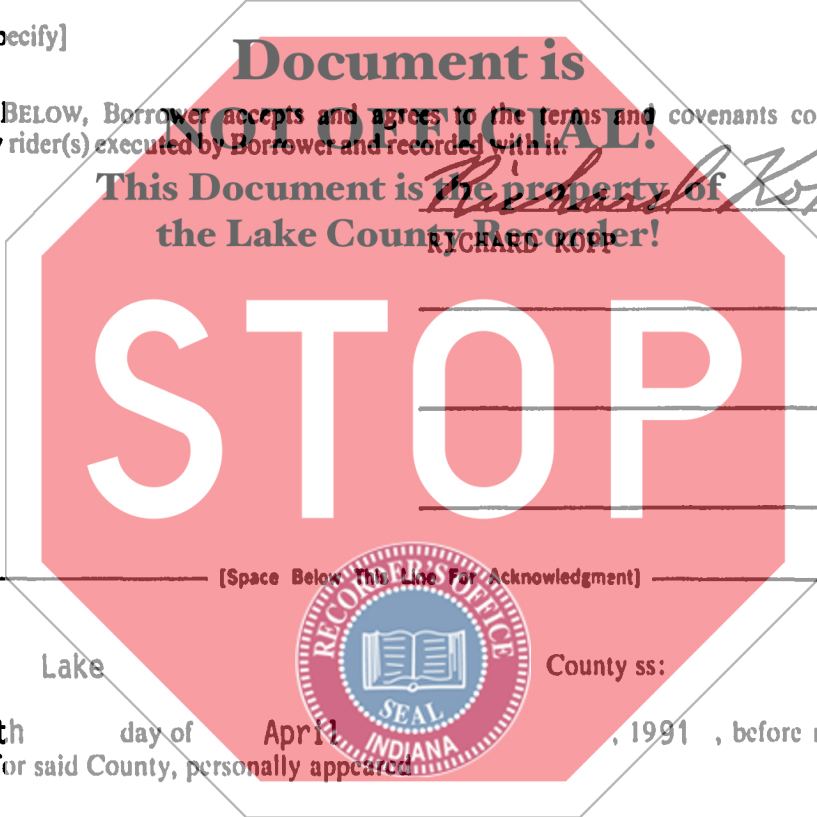 pecify]
Document is
BELOW, Borrower accepts and agrees to the terms and covenants co
NOT OFFICIAL!
rider(s) executed by Borrower and recorded with it.
This Document is the property of
Richard Ko
the Lake County Recorder!
RICHARD KOPP
STOP
[Space Below This Line For Acknowledgment]
RECORDER'S OFFICE
Lake
County ss:
SEAL
INDIANA
th day of April , 1991 , before
or said County, personally appeared